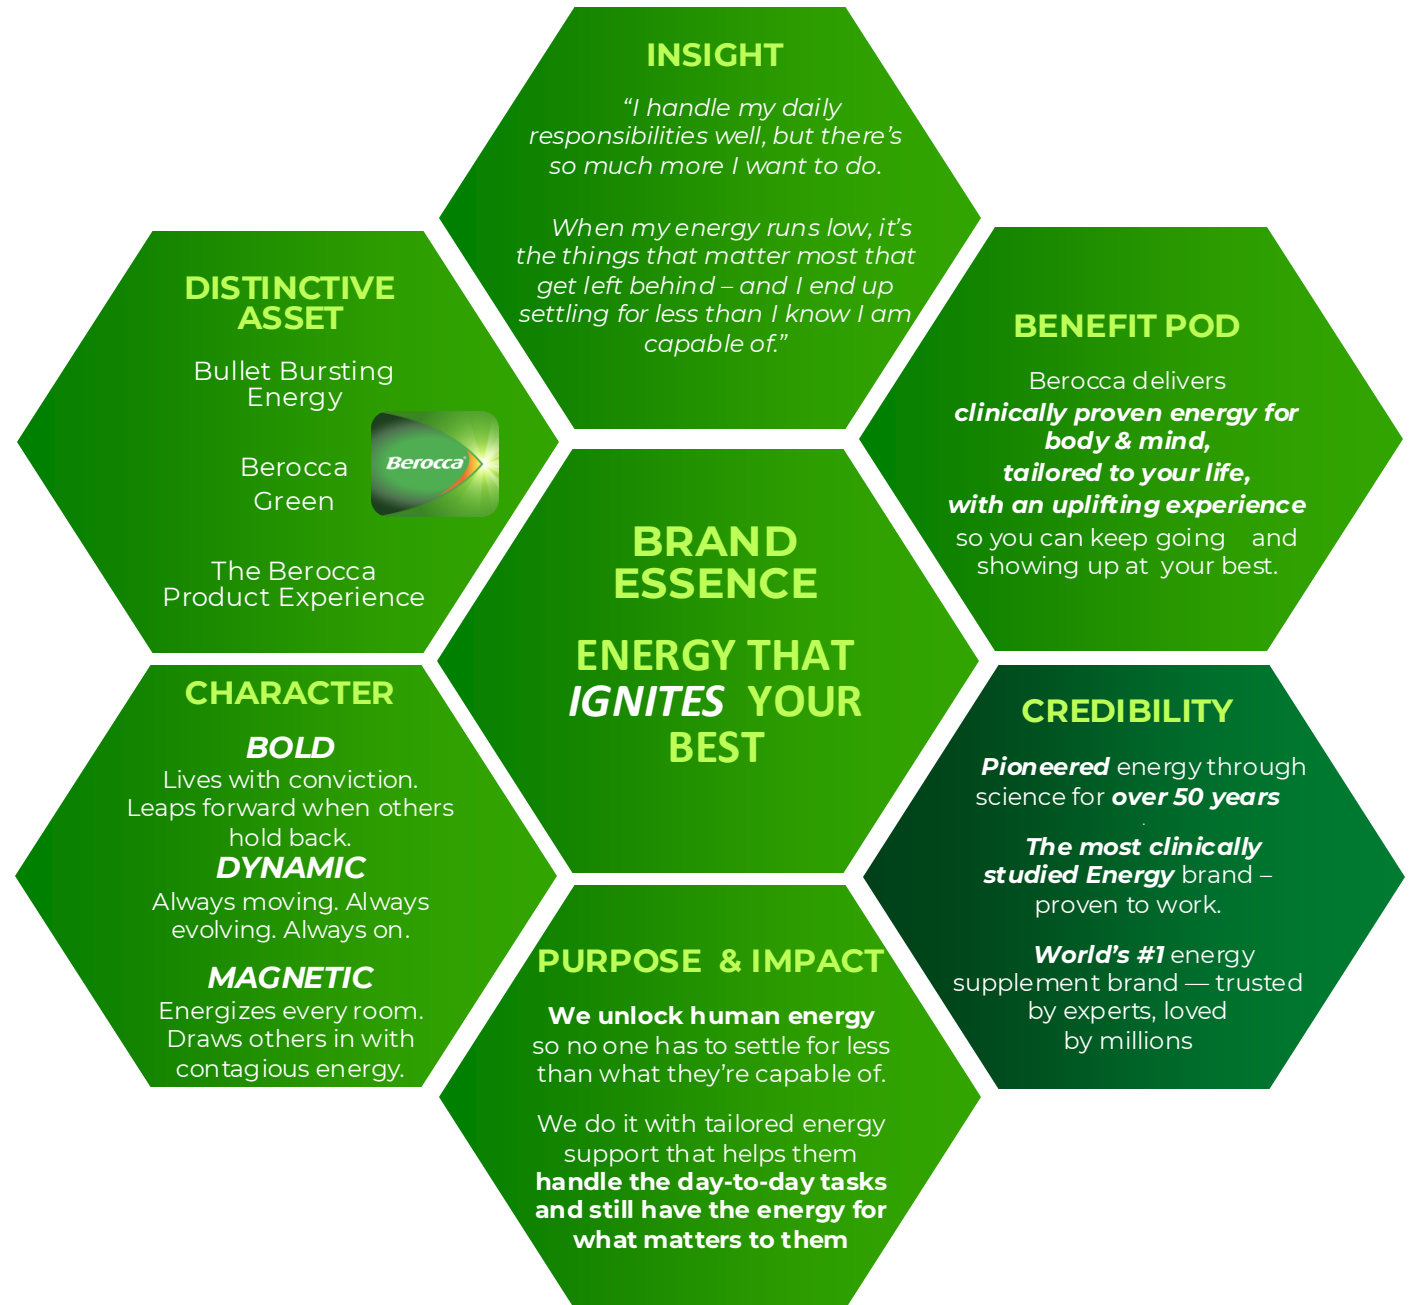 INSIGHT
“I handle my daily
responsibilities well, but there’s
so much more I want to do.
When my energy runs low, it’s
the things that matter most that
get left behind – and I end up
settling for less than I know I am
capable of.”
DISTINCTIVE
ASSET
Bullet Bursting
Energy
Berocca
Green
Berocca
The Berocca
Product Experience
BENEFIT POD
Berocca delivers
clinically proven energy for
body & mind,
tailored to your life,
with an uplifting experience
so you can keep going and
showing up at your best.
BRAND
ESSENCE
ENERGY THAT
IGNITES YOUR
BEST
CHARACTER
BOLD
Lives with conviction.
Leaps forward when others
hold back.
DYNAMIC
Always moving. Always
evolving. Always on.
MAGNETIC
Energizes every room.
Draws others in with
contagious energy.
CREDIBILITY
Pioneered energy through
science for over 50 years
.
The most clinically
studied Energy brand –
proven to work.
World’s #1 energy
supplement brand — trusted
by experts, loved
by millions
PURPOSE & IMPACT
We unlock human energy
so no one has to settle for less
than what they’re capable of.
We do it with tailored energy
support that helps them
handle the day-to-day tasks
and still have the energy for
what matters to them